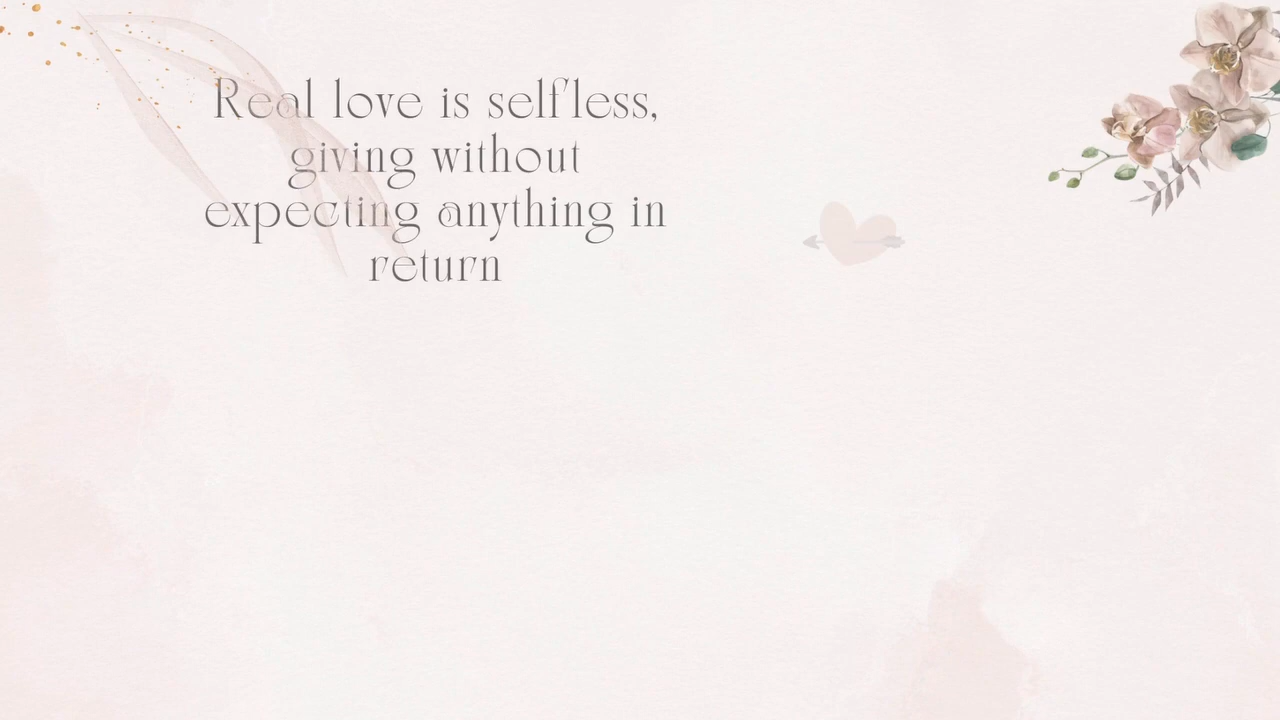 Real love is selfless,
giving without
expecting anything in
return